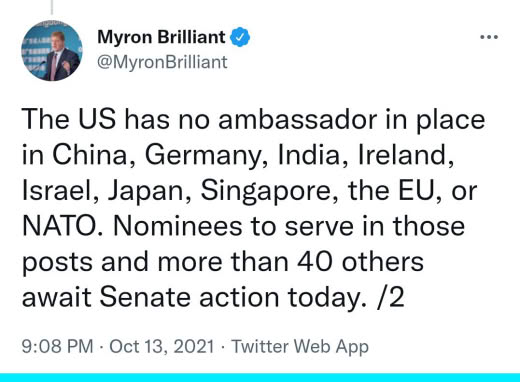 Myron Brilliant
@MyronBrilliant
The US has no ambassador in place
in China, Germany, India, Ireland,
Israel, Japan, Singapore, the EU, or
NATO. Nominees to serve in those
posts and more than 40 others
await Senate action today. /2
9:08 PM · Oct 13, 2021 · Twitter Web App